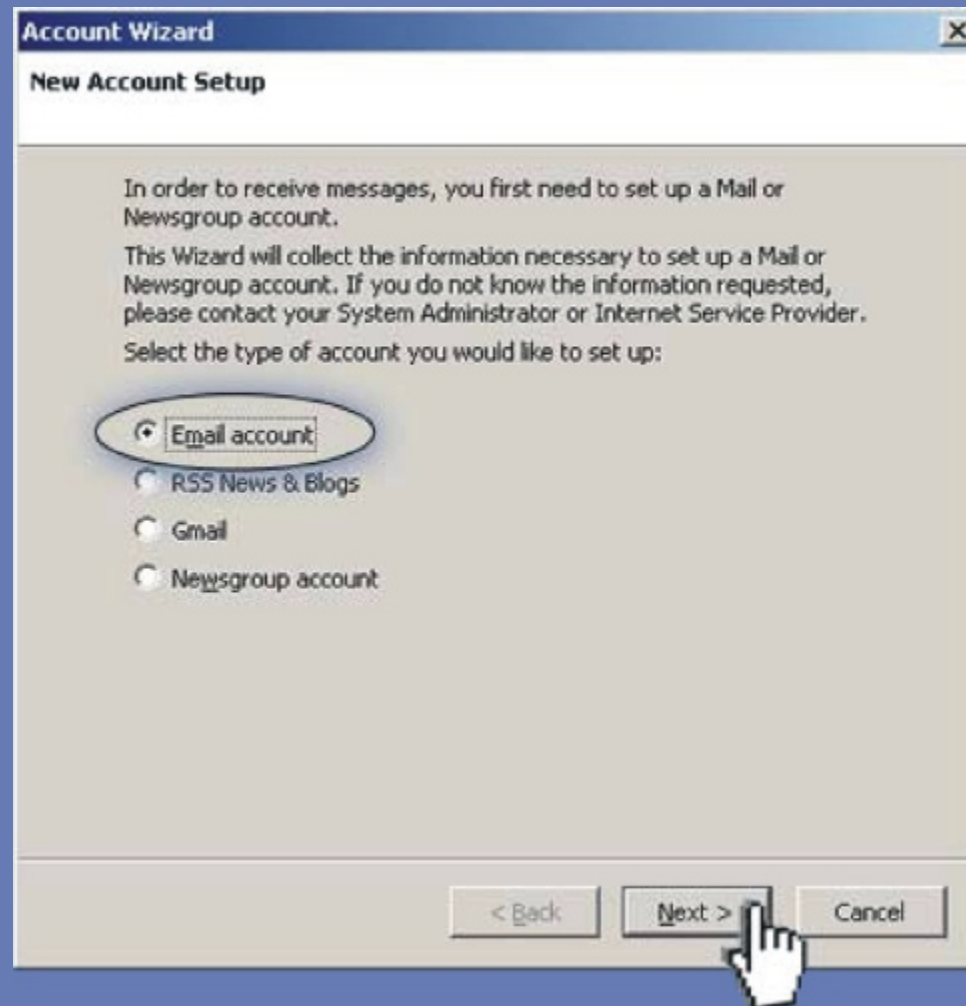 Account Wizard
New Account Setup
In order to receive messages, you first need to set up a Mail or
Newsgroup account.
This Wizard will collect the information necessary to set up a Mail or
Newsgroup account. If you do not know the information requested,
please contact your System Administrator or Internet Service Provider.
Select the type of account you would like to set up:
Email account
RSS News & Blogs
Gmail
Newsgroup account
< Back Next > Cancel